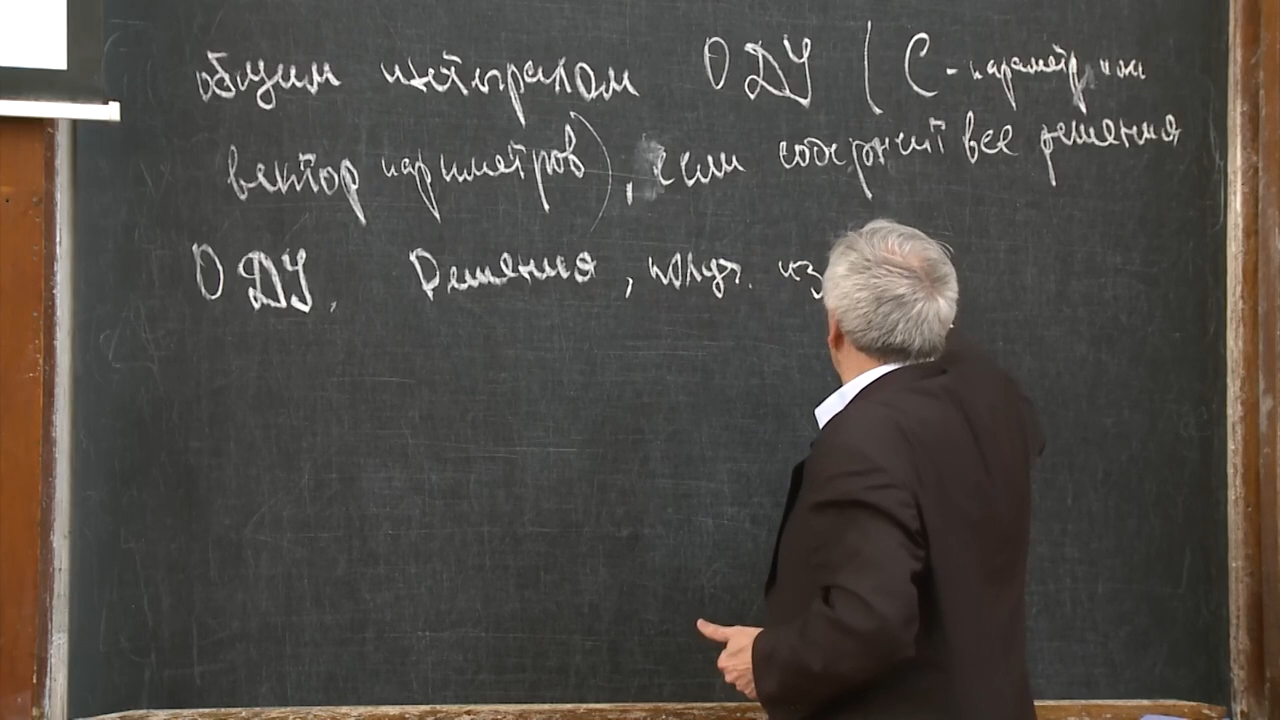 общим интегралом ОДУ (С-параметр или
вектор параметров), если содержит все решения
ОДУ. Решения, получ. из